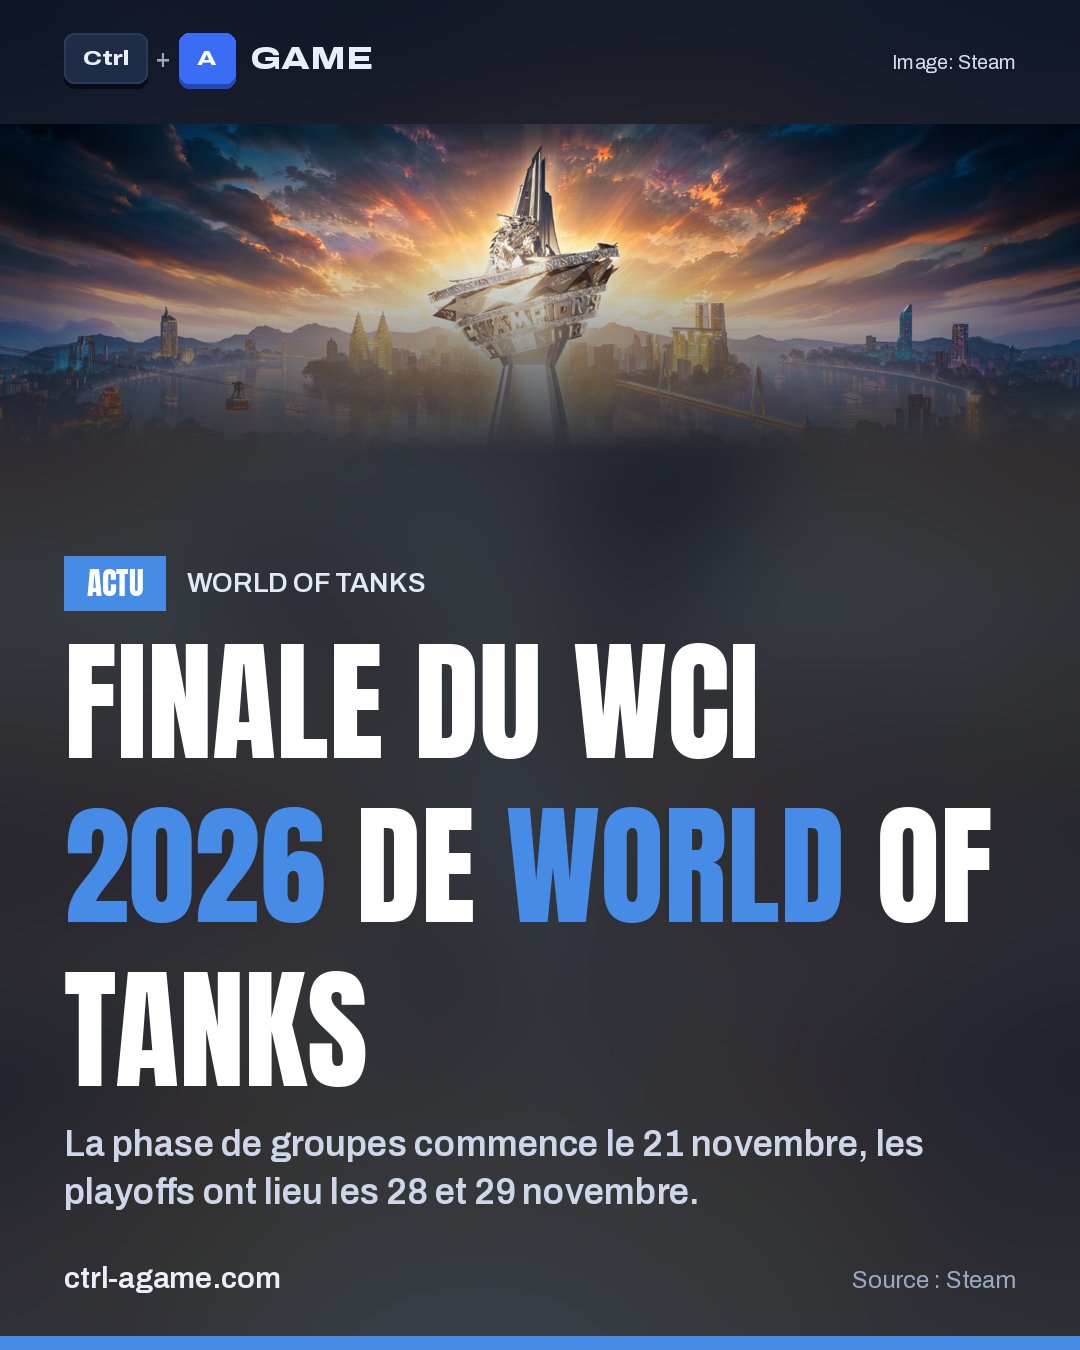 Ctrl + A GAME
Image: Steam
CHAMPIONS
ACTU WORLD OF TANKS
FINALE DU WCI
2026 DE WORLD OF
TANKS
La phase de groupes commence le 21 novembre, les
playoffs ont lieu les 28 et 29 novembre.
ctrl-agame.com
Source : Steam